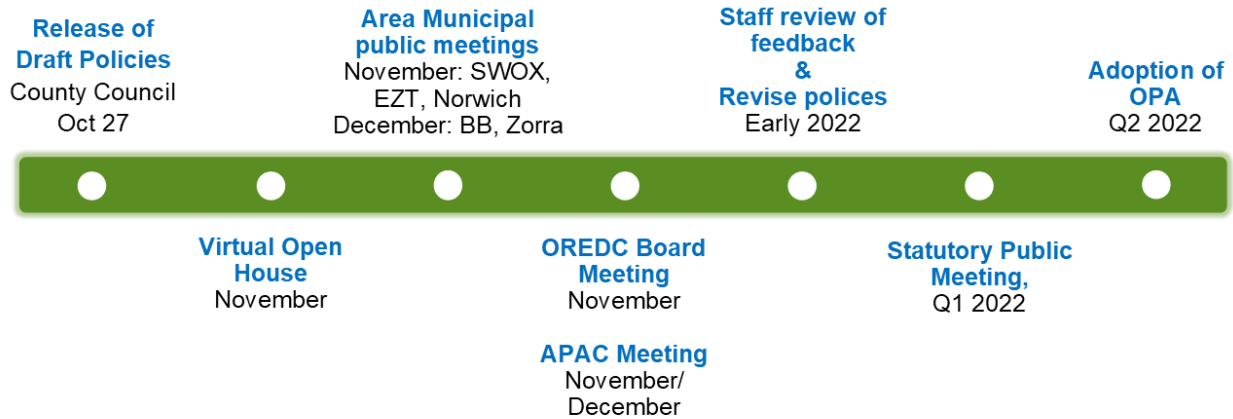 Release of
Draft Policies
County Council
Oct 27
Area Municipal
public meetings
November: SWOX,
EZT, Norwich
December: BB, Zorra
Staff review of
feedback
&
Revise polices
Early 2022
Adoption of
OPA
Q2 2022
Virtual Open
House
November
OREDC Board
Meeting
November
APAC Meeting
November/
December
Statutory Public
Meeting,
Q1 2022